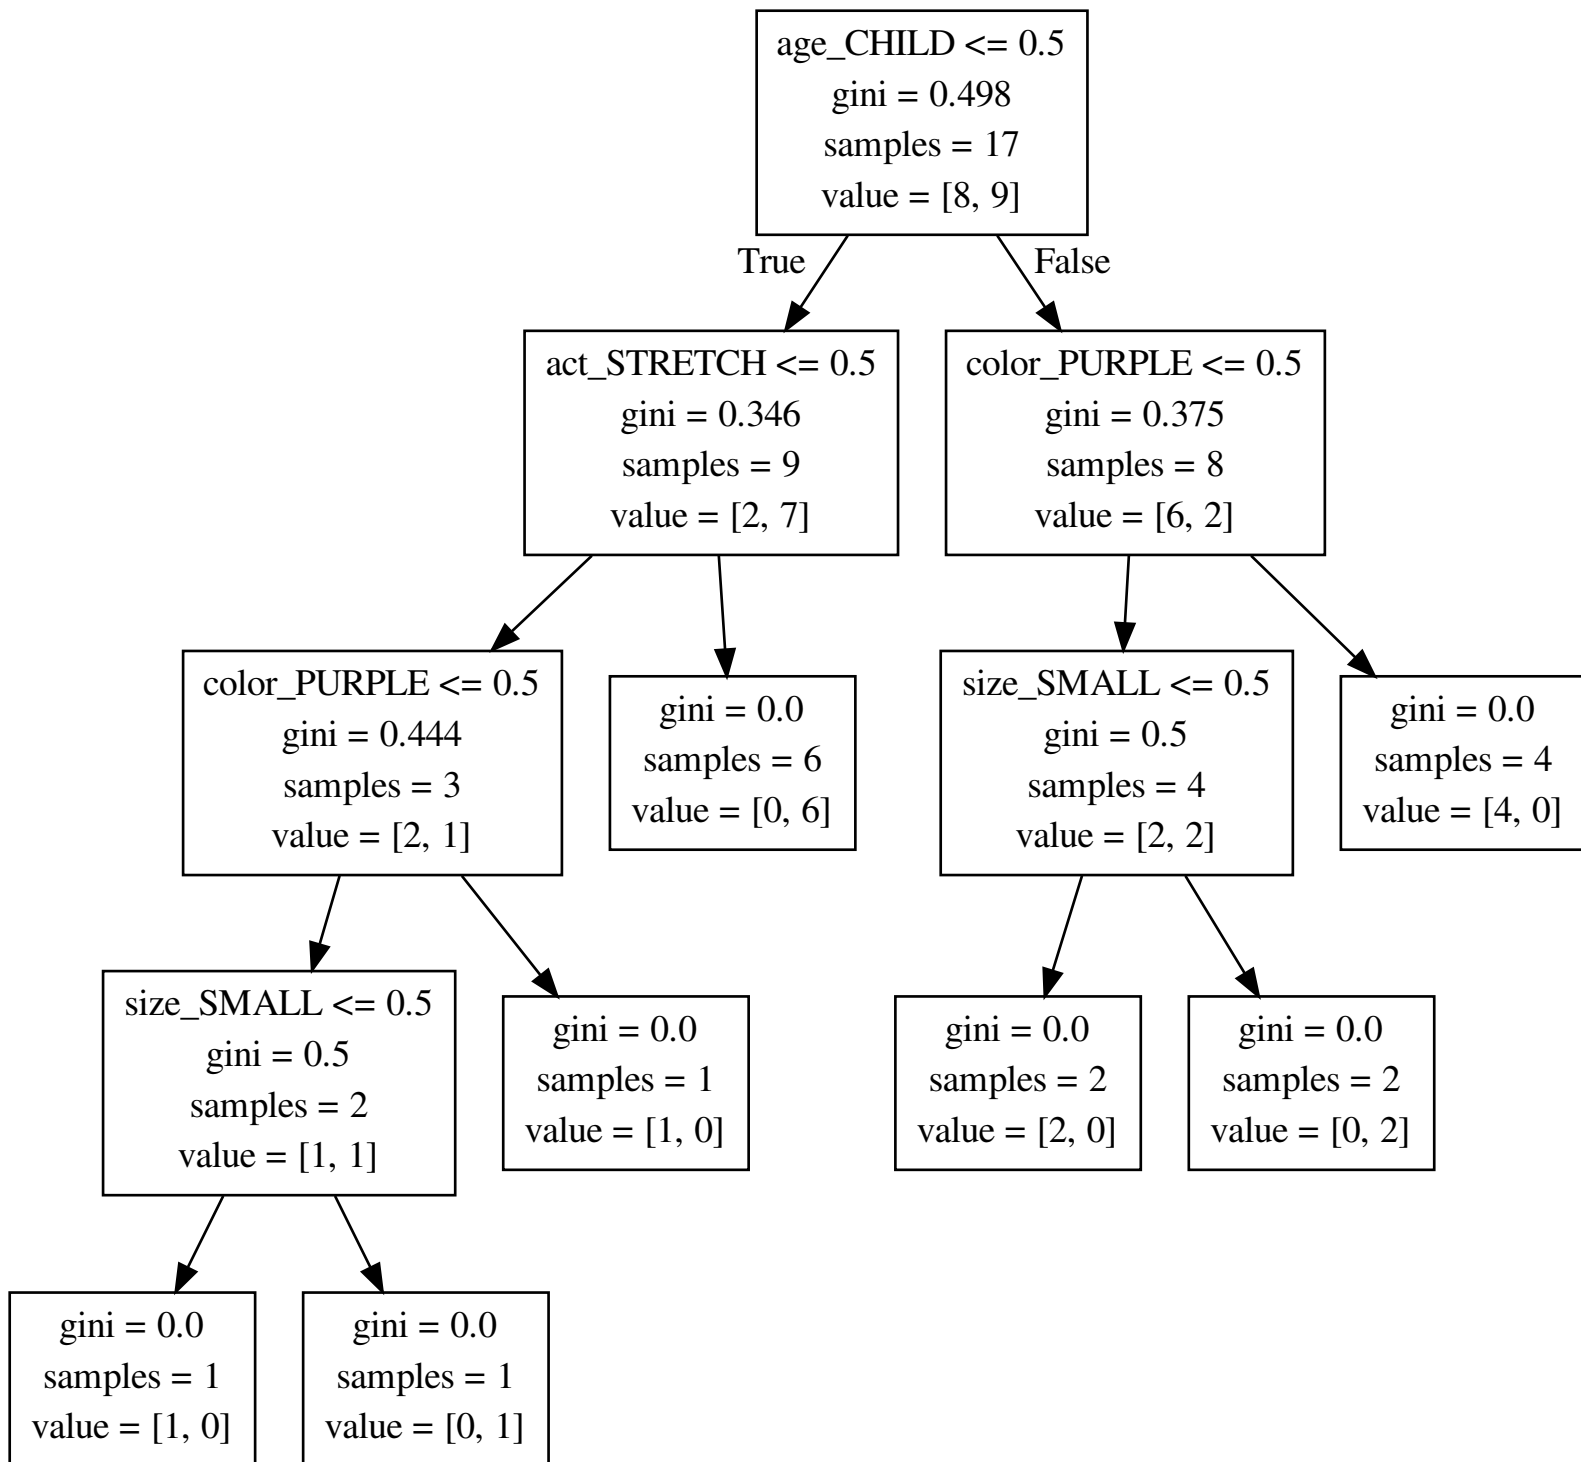 age_CHILD <= 0.5
gini = 0.498
samples = 17
value = [8, 9]
True
False
act_STRETCH <= 0.5
gini = 0.346
samples = 9
value = [2, 7]
color_PURPLE <= 0.5
gini = 0.375
samples = 8
value = [6, 2]
color_PURPLE <= 0.5
gini = 0.444
samples = 3
value = [2, 1]
gini = 0.0
samples = 6
value = [0, 6]
size_SMALL <= 0.5
gini = 0.5
samples = 4
value = [2, 2]
gini = 0.0
samples = 4
value = [4, 0]
size_SMALL <= 0.5
gini = 0.5
samples = 2
value = [1, 1]
gini = 0.0
samples = 1
value = [1, 0]
gini = 0.0
samples = 2
value = [2, 0]
gini = 0.0
samples = 2
value = [0, 2]
gini = 0.0
samples = 1
value = [1, 0]
gini = 0.0
samples = 1
value = [0, 1]